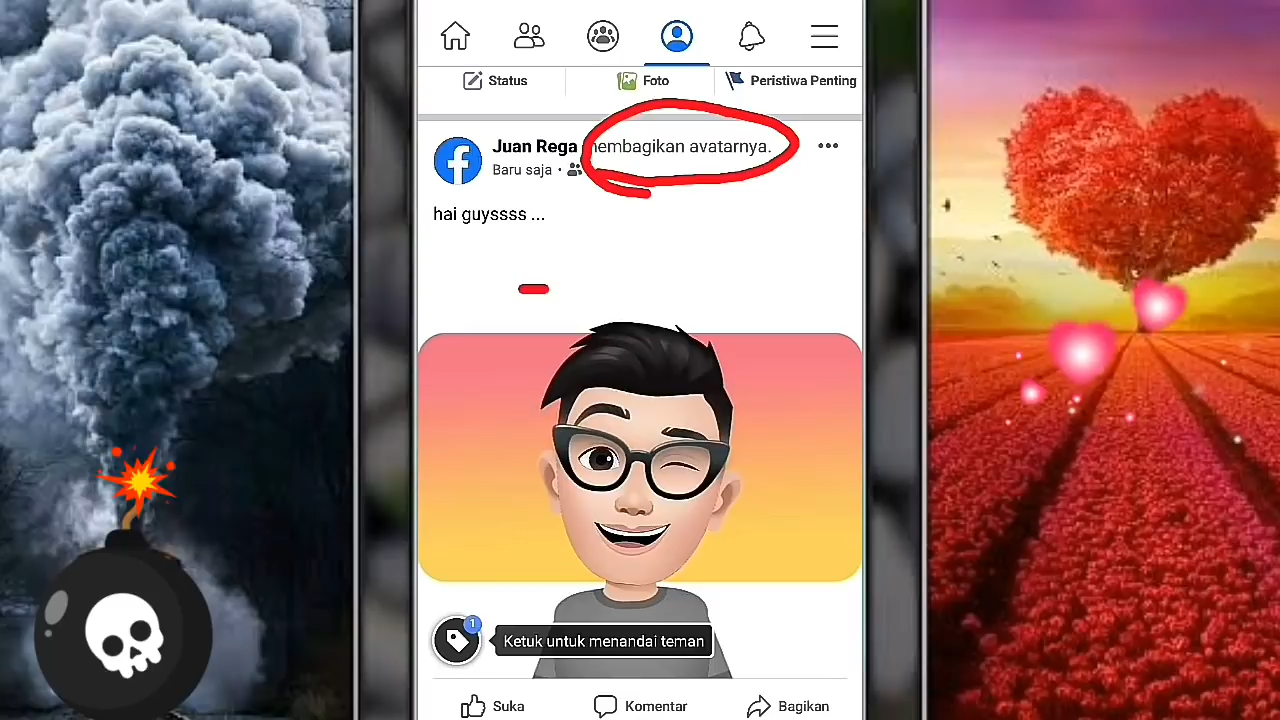 Status
Foto
Peristiwa Penting
Juan Rega membagikan avatarnya.
Baru saja ·
hai guyssss ...
1
Ketuk untuk menandai teman
Suka
Komentar
Bagikan